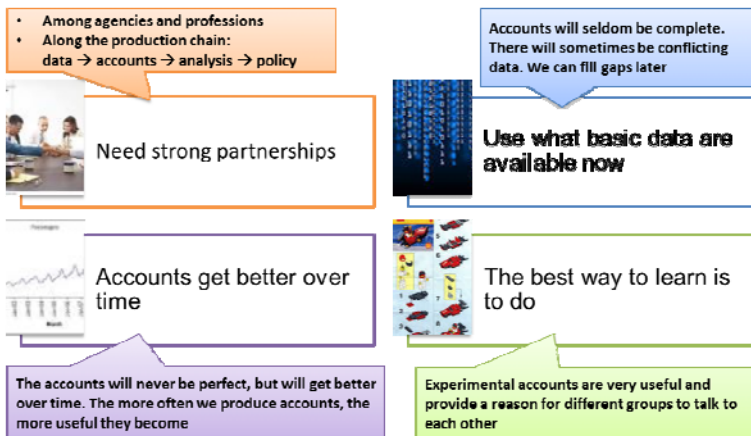 • Among agencies and professions
• Along the production chain:
data → accounts → analysis → policy
Need strong partnerships
Accounts will seldom be complete.
There will sometimes be conflicting
data. We can fill gaps later
Use what basic data are
available now
Accounts get better over
time
The accounts will never be perfect, but will get better
over time. The more often we produce accounts, the
more useful they become
The best way to learn is
to do
Experimental accounts are very useful and
provide a reason for different groups to talk to
each other